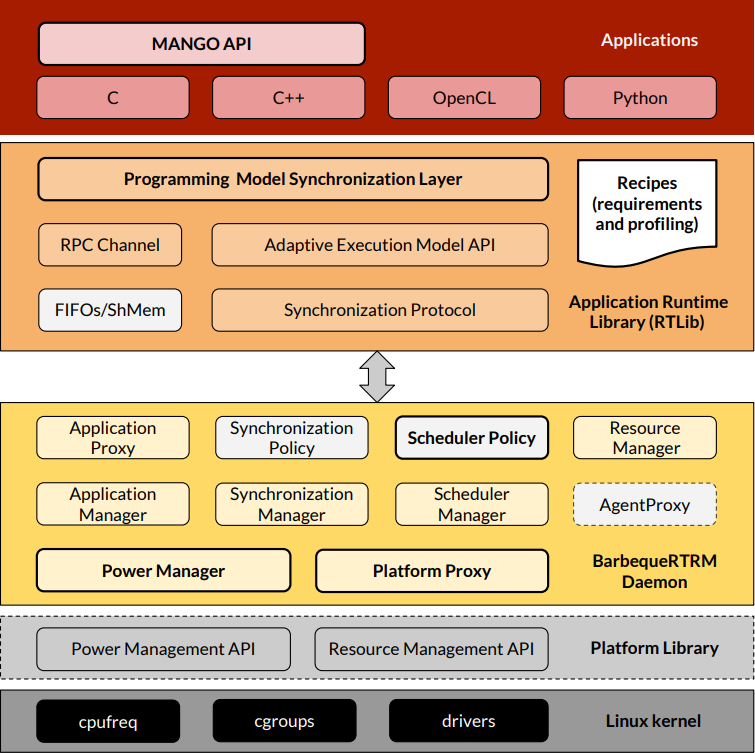 MANGO API
Applications
C
C++
OpenCL
Python
Programming Model Synchronization Layer
Recipes
(requirements
and profiling)
RPC Channel
Adaptive Execution Model API
FIFOs/ShMem
Synchronization Protocol
Application Runtime
Library (RTLib)
Application
Proxy
Synchronization
Policy
Scheduler Policy
Resource
Manager
Application
Manager
Synchronization
Manager
Scheduler
Manager
AgentProxy
Power Manager
Platform Proxy
BarbequeRTRM
Daemon
Power Management API
Resource Management API
Platform Library
cpufreq
cgroups
drivers
Linux kernel